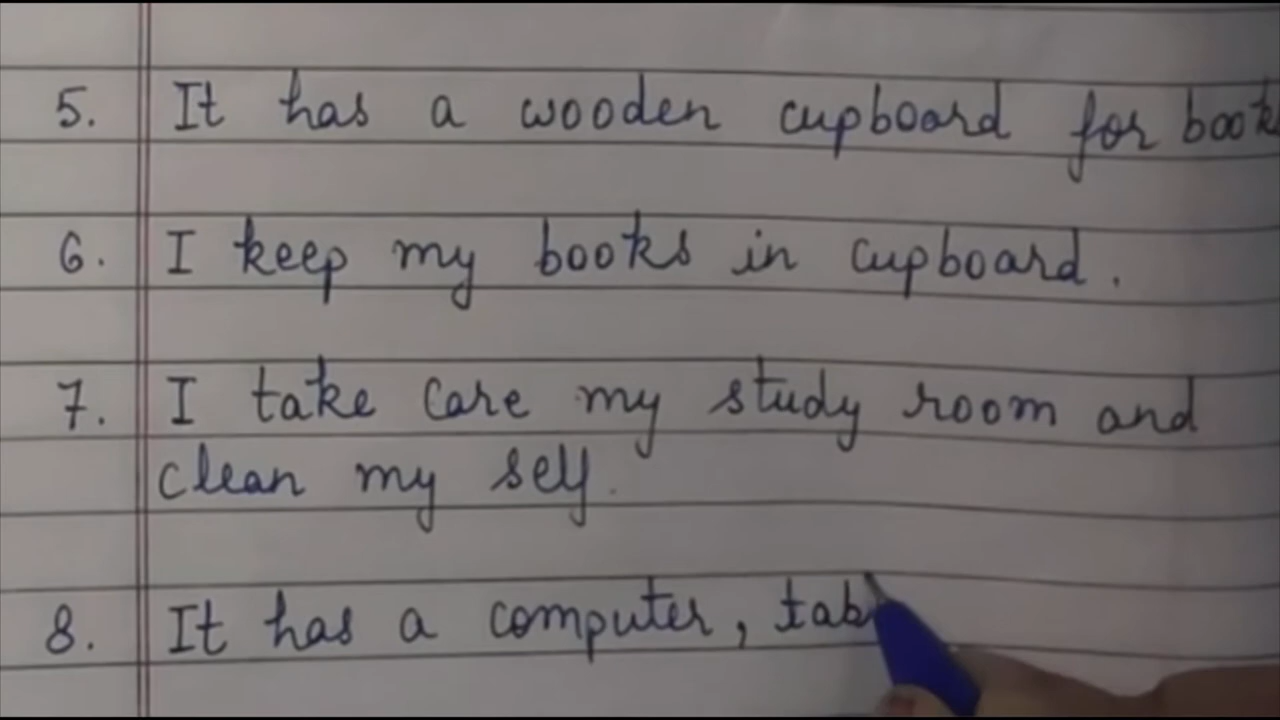 5. It has a wooden cupboard for book
6. I keep my books in cupboard.
7. I take care my study room and
clean my self.
8. It has a computer, tab